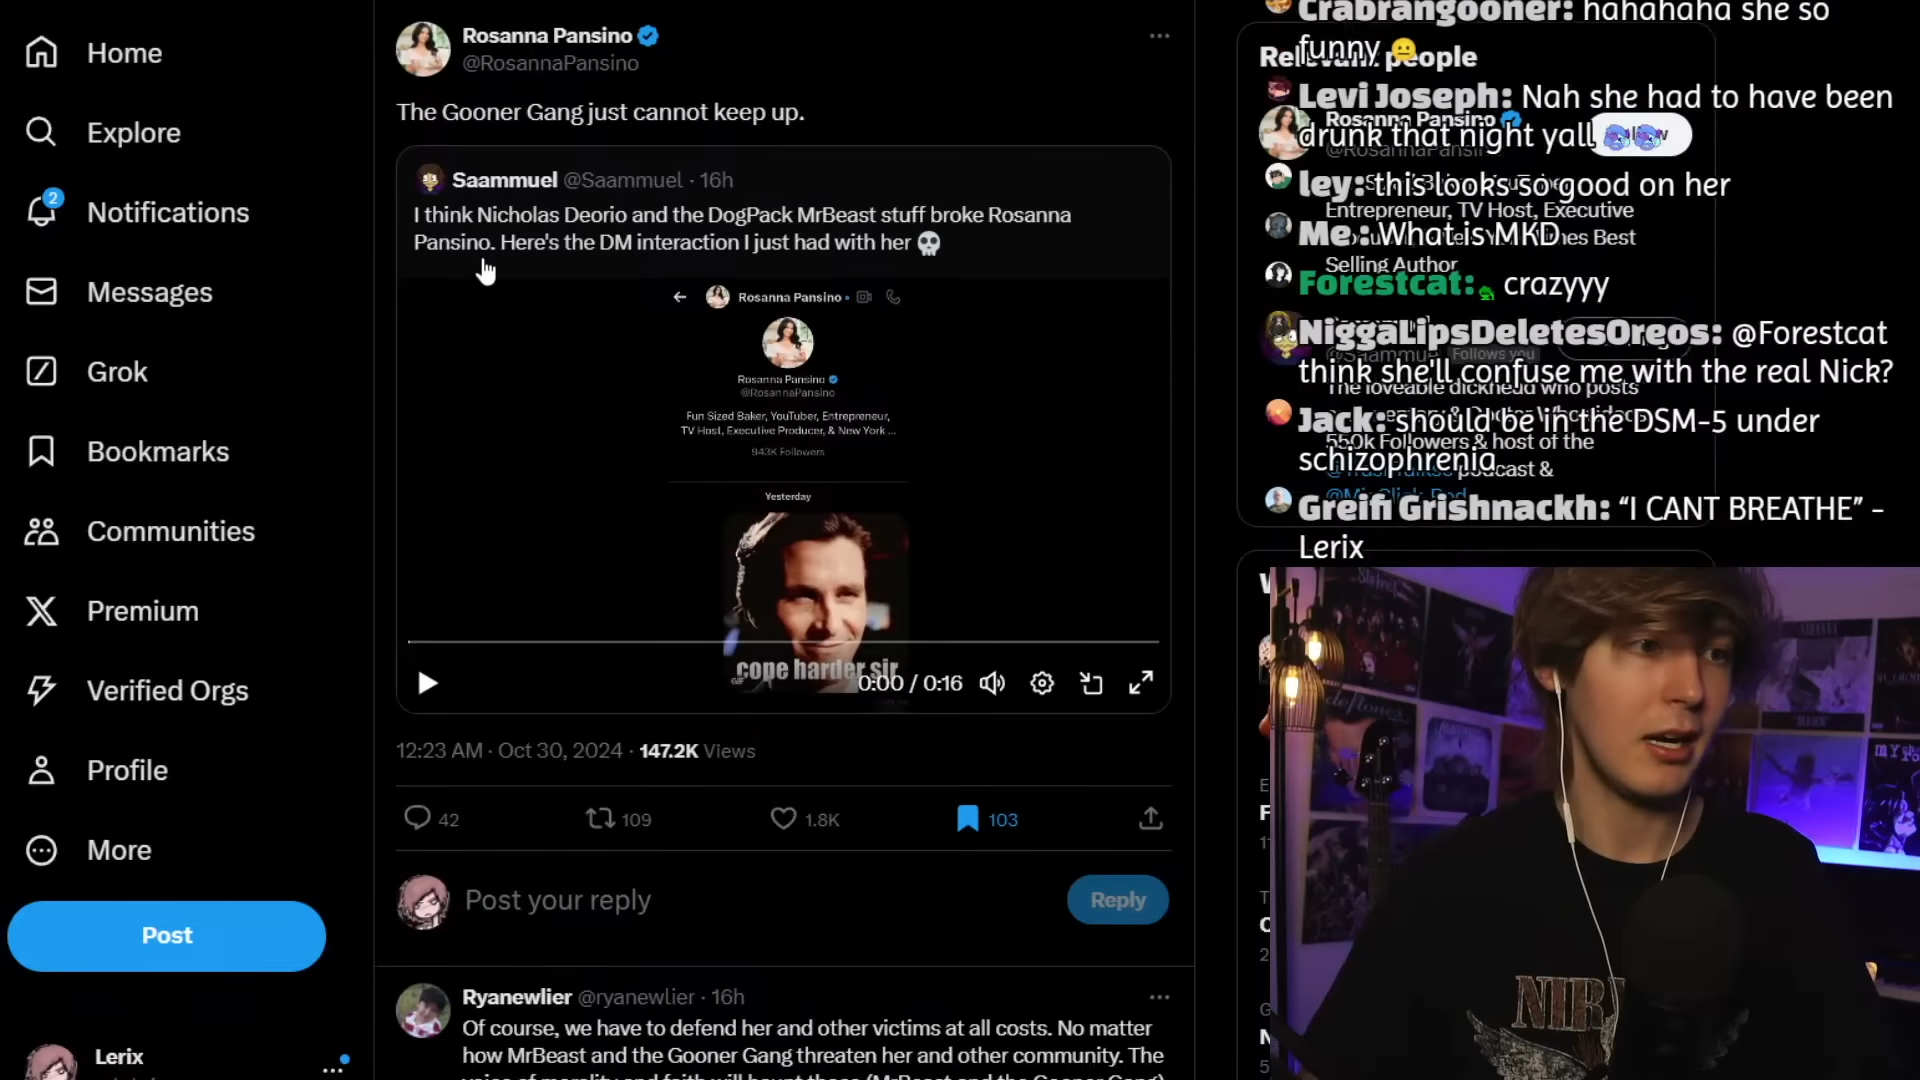 Home
Explore
2
Notifications
Messages
Grok
Bookmarks
Communities
Premium
Verified Orgs
Profile
More
Post
Lerix
Rosanna Pansino
@RosannaPansino
The Gooner Gang just cannot keep up.
Saammuel @Saammuel · 16h
I think Nicholas Deorio and the DogPack MrBeast stuff broke Rosanna
Pansino. Here's the DM interaction I just had with her 💀
Rosanna Pansino
Rosanna Pansino
@RosannaPansino
Fun Sized Baker, YouTuber, Entrepreneur,
TV Host, Executive Producer, & New York ...
943K Followers
Yesterday
cope harder sir
0:00 / 0:16
12:23 AM · Oct 30, 2024 · 147.2K Views
42
109
1.8K
103
Post your reply
Reply
Ryanewlier @ryanewlier · 16h
Of course, we have to defend her and other victims at all costs. No matter
how MrBeast and the Gooner Gang threaten her and other community. The
voice of morality and faith will haunt those (MrBeast and the Gooner Gang)
Crabrangooner: hahahaha she so
funny 😐
Relevant people
Levi Joseph: Nah she had to have been
drunk that night yall
Rosanna Pansino
@RosannaPansino
ley: this looks so good on her
Entrepreneur, TV Host, Executive
Me: What is MKD
Selling Author
Forestcat: crazyyy
NiggaLipsDeletesOreos: @Forestcat
think she'll confuse me with the real Nick?
@Saammuel Follows you
The loveable dickhead who posts
Jack: should be in the DSM-5 under
schizophrenia
550k Followers & host of the
podcast &
Greifi Grishnackh: “I CANT BREATHE” -
Lerix
deftones
NIRVANA
NIR